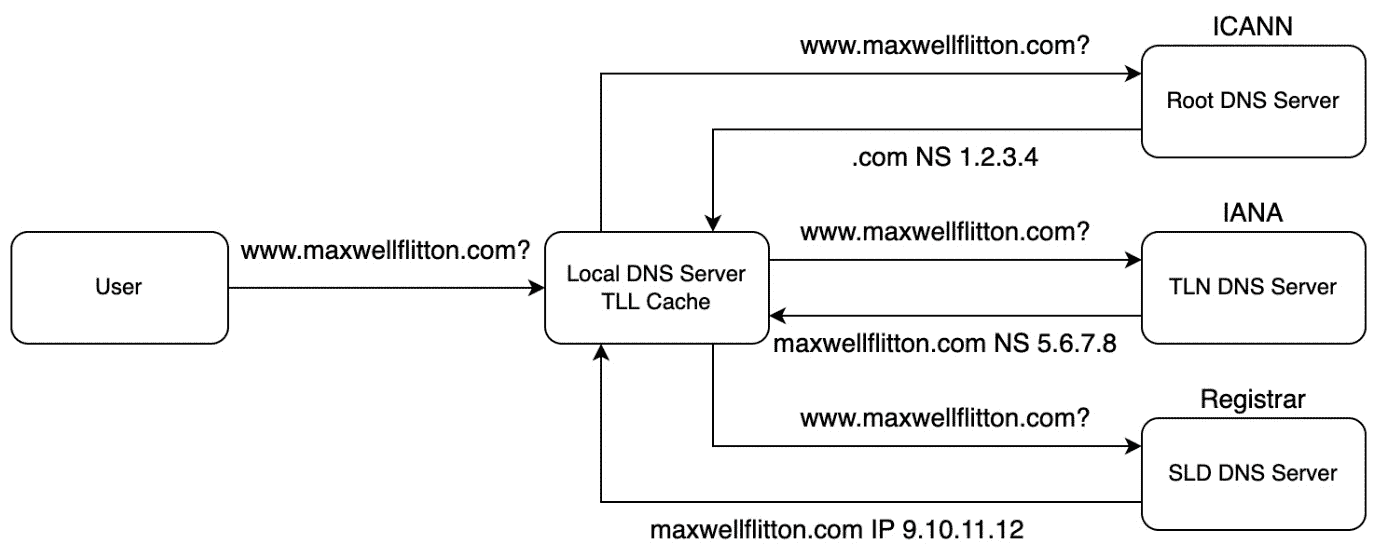 ICANN
www.maxwellflitton.com?
Root DNS Server
.com NS 1.2.3.4
IANA
www.maxwellflitton.com?
www.maxwellflitton.com?
User
Local DNS Server
TLL Cache
TLN DNS Server
maxwellflitton.com NS 5.6.7.8
Registrar
www.maxwellflitton.com?
SLD DNS Server
maxwellflitton.com IP 9.10.11.12